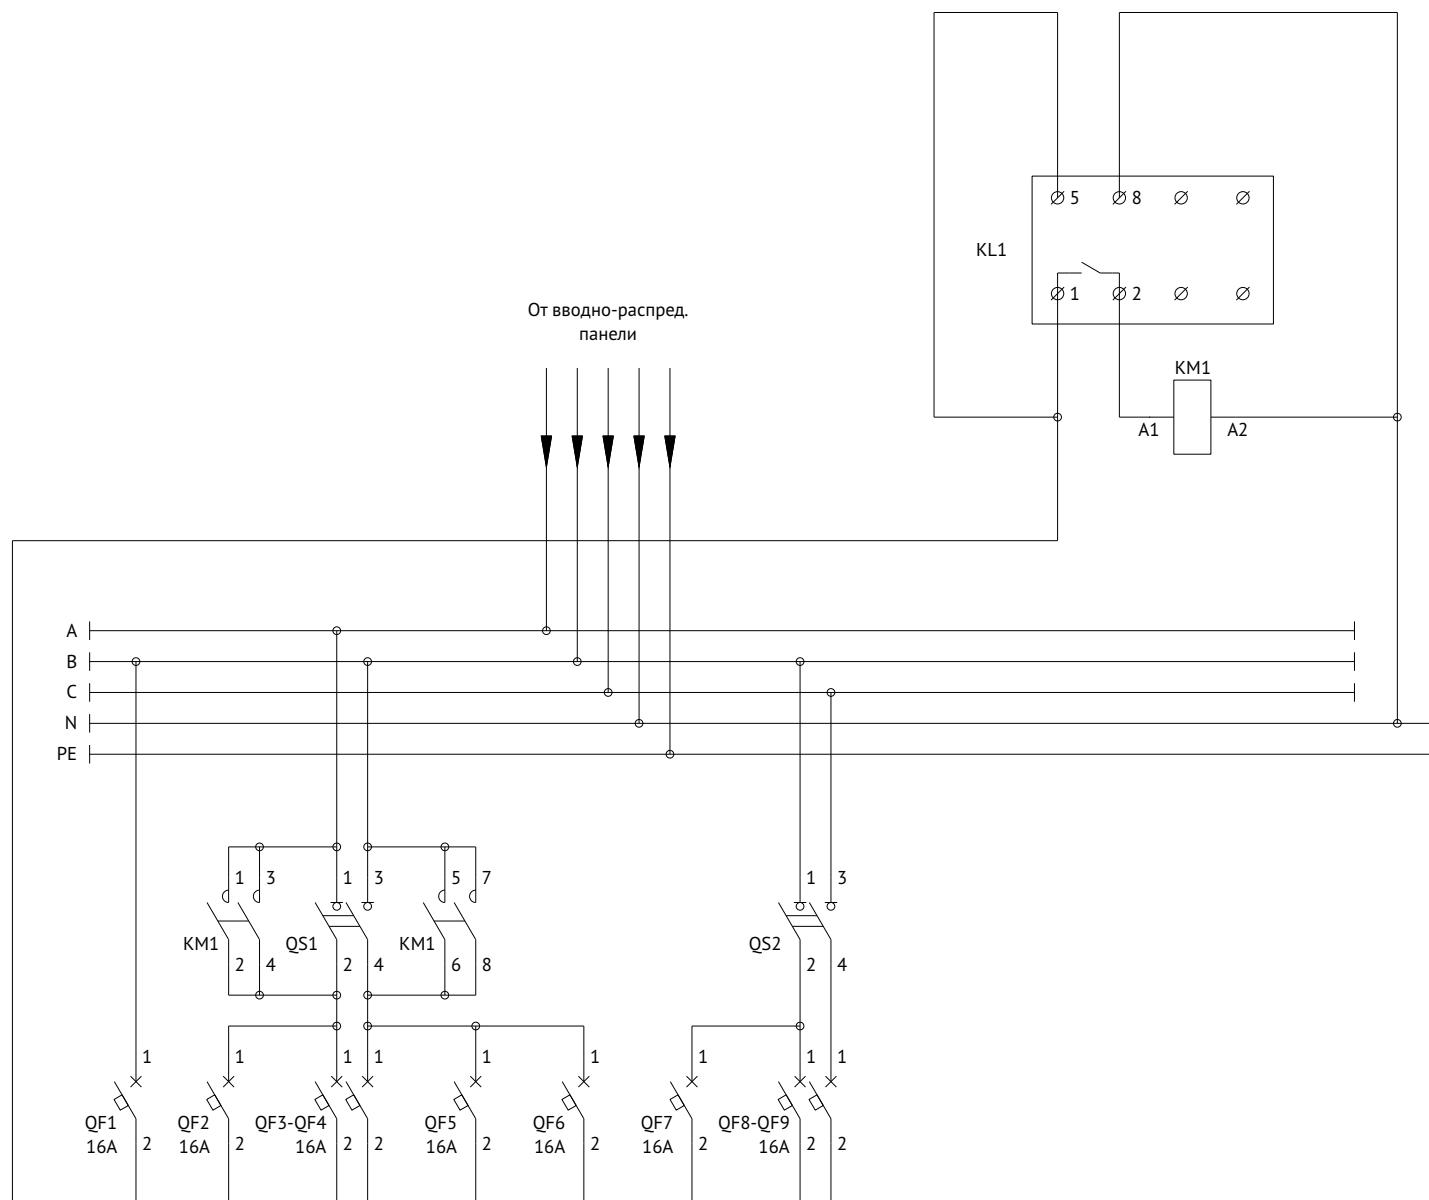 5 8
KL1
1 2
От вводно-распред.
панели
KM1
A1 A2
A
B
C
N
PE
1 3 1 3 5 7 1 3
KM1 QS1 KM1 QS2
2 4 2 4 6 8 2 4
1 1 1 1 1 1 1 1 1
QF1 QF2 QF3-QF4 QF5 QF6 QF7 QF8-QF9
16A 2 16A 2 16A 2 2 16A 2 16A 2 16A 2 16A 2 2